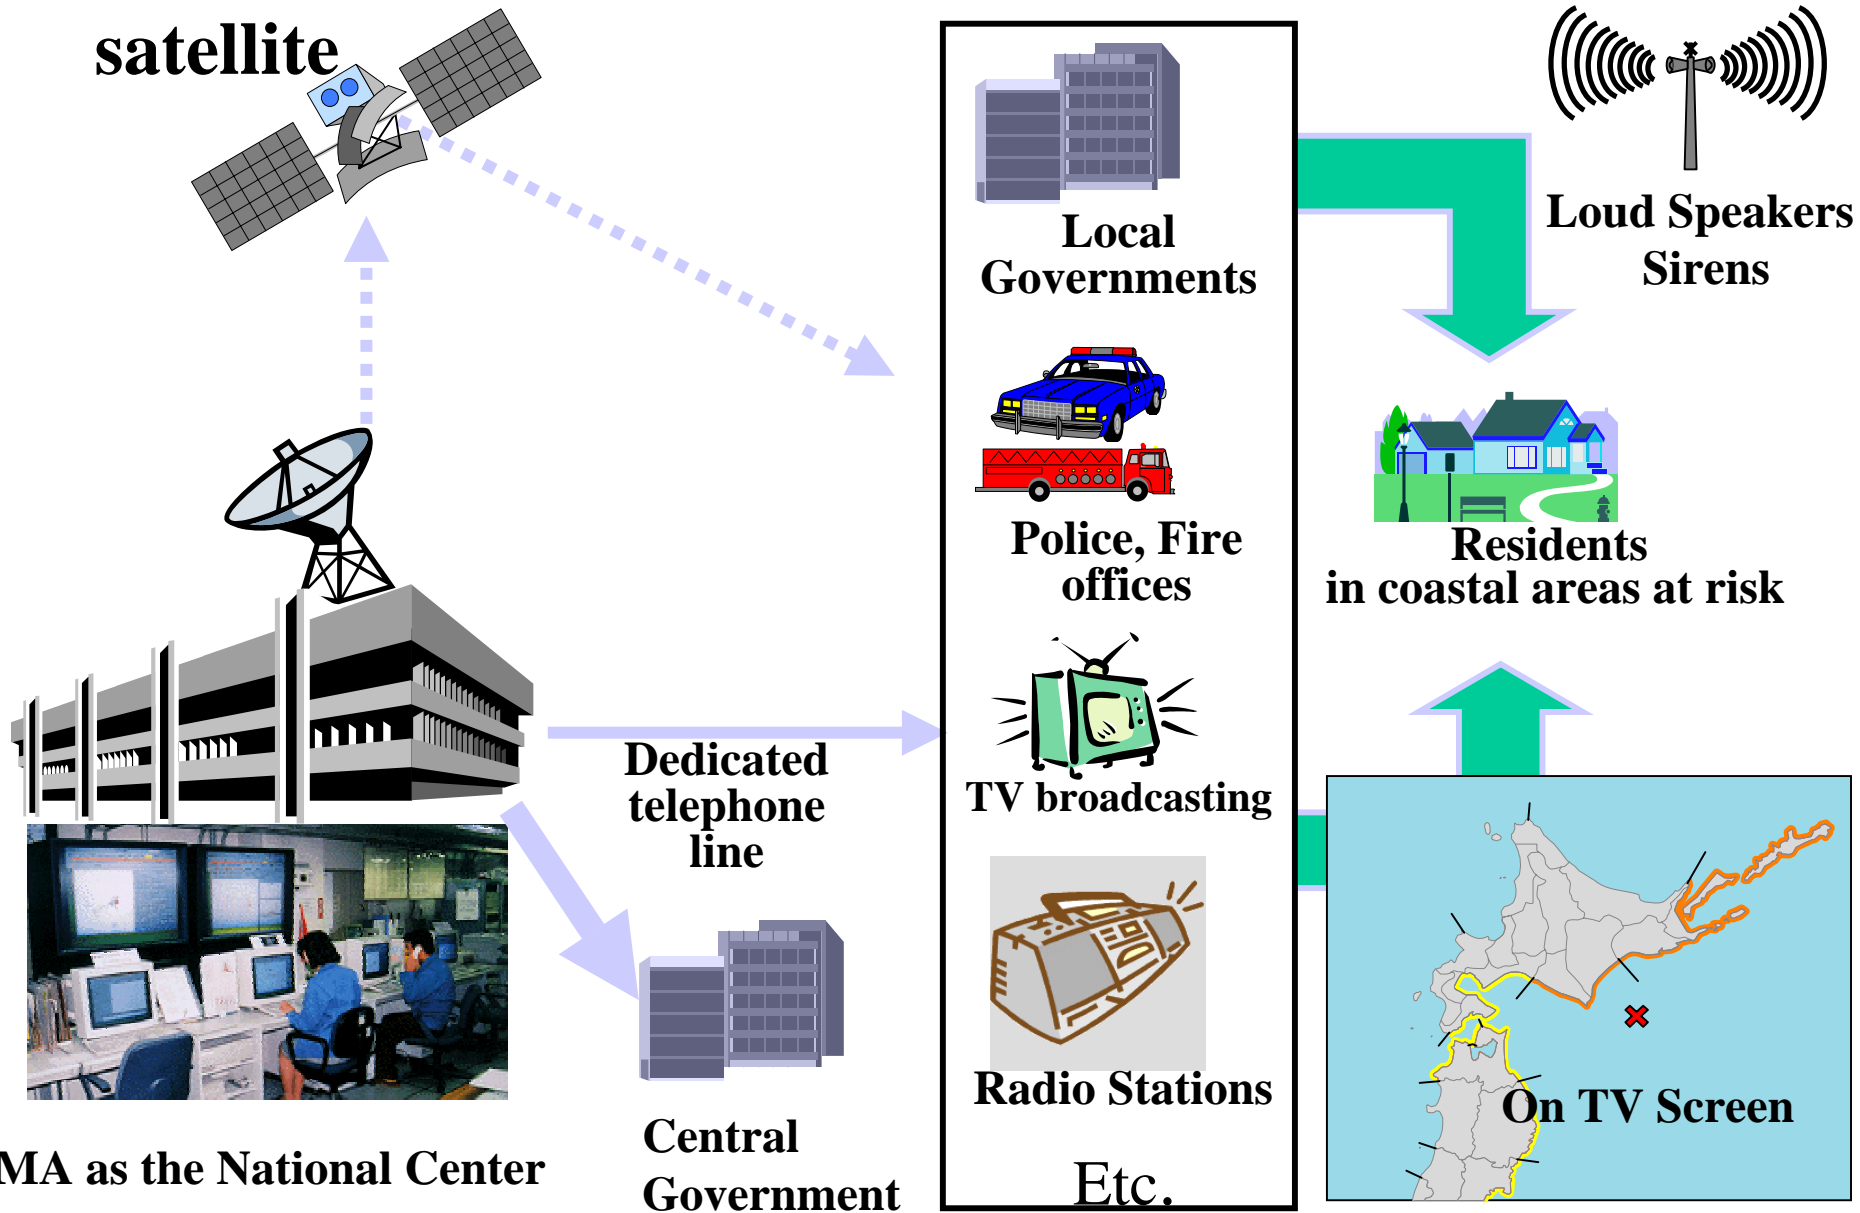 satellite
Local
Governments
Loud Speakers
Sirens
Police, Fire
offices
Residents
in coastal areas at risk
Dedicated
telephone
line
TV broadcasting
Radio Stations
On TV Screen
MA as the National Center
Central
Government
Etc.